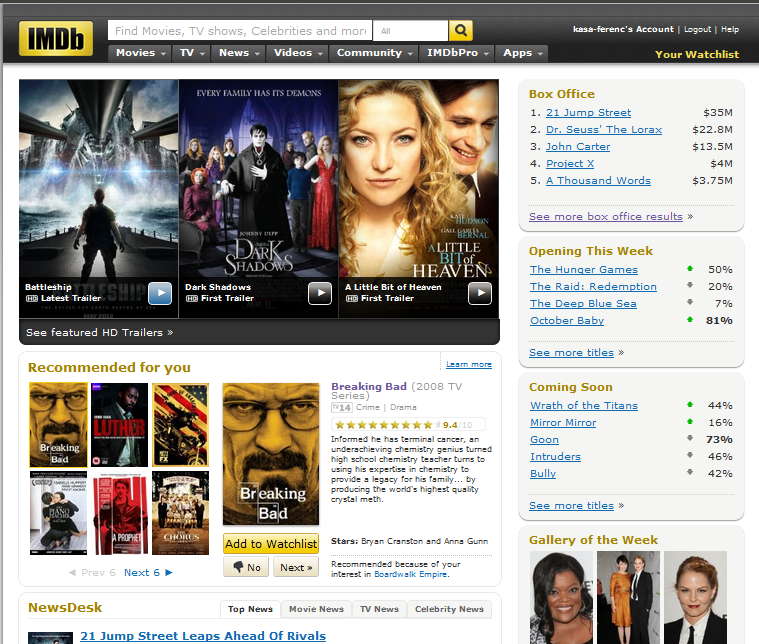 IMDb
Find Movies, TV shows, Celebrities and more
All
kasa-ferenc's Account | Logout | Help
Movies TV News Videos Community IMDbPro Apps
Your Watchlist
EVERY FAMILY HAS ITS DEMONS
JOHNNY DEPP
DARK SHADOWS
KATE HUDSON
GAEL GARCIA BERNAL
A LITTLE BIT of HEAVEN
BATTLESHIP
Battleship
HD Latest Trailer
Dark Shadows
HD First Trailer
A Little Bit of Heaven
HD First Trailer
See featured HD Trailers »
Box Office
1. 21 Jump Street $35M
2. Dr. Seuss' The Lorax $22.8M
3. John Carter $13.5M
4. Project X $4M
5. A Thousand Words $3.75M
See more box office results »
Opening This Week
The Hunger Games 50%
The Raid: Redemption 20%
The Deep Blue Sea 7%
October Baby 81%
See more titles »
Coming Soon
Wrath of the Titans 44%
Mirror Mirror 16%
Goon 73%
Intruders 46%
Bully 42%
See more titles »
Gallery of the Week
Recommended for you
Learn more
Breaking Bad
LUTHER
THE PIANO TEACHER
A PROPHET
THE CHORUS
Breaking Bad
Add to Watchlist
No
Next »
Prev 6 Next 6
Breaking Bad (2008 TV
Series)
TV14 Crime | Drama
9.4/10
Informed he has terminal cancer, an
underachieving chemistry genius turned
high school chemistry teacher turns to
using his expertise in chemistry to
provide a legacy for his family... by
producing the world's highest quality
crystal meth.
Stars: Bryan Cranston and Anna Gunn
Recommended because of your
interest in Boardwalk Empire.
NewsDesk
Top News Movie News TV News Celebrity News
21 Jump Street Leaps Ahead Of Rivals